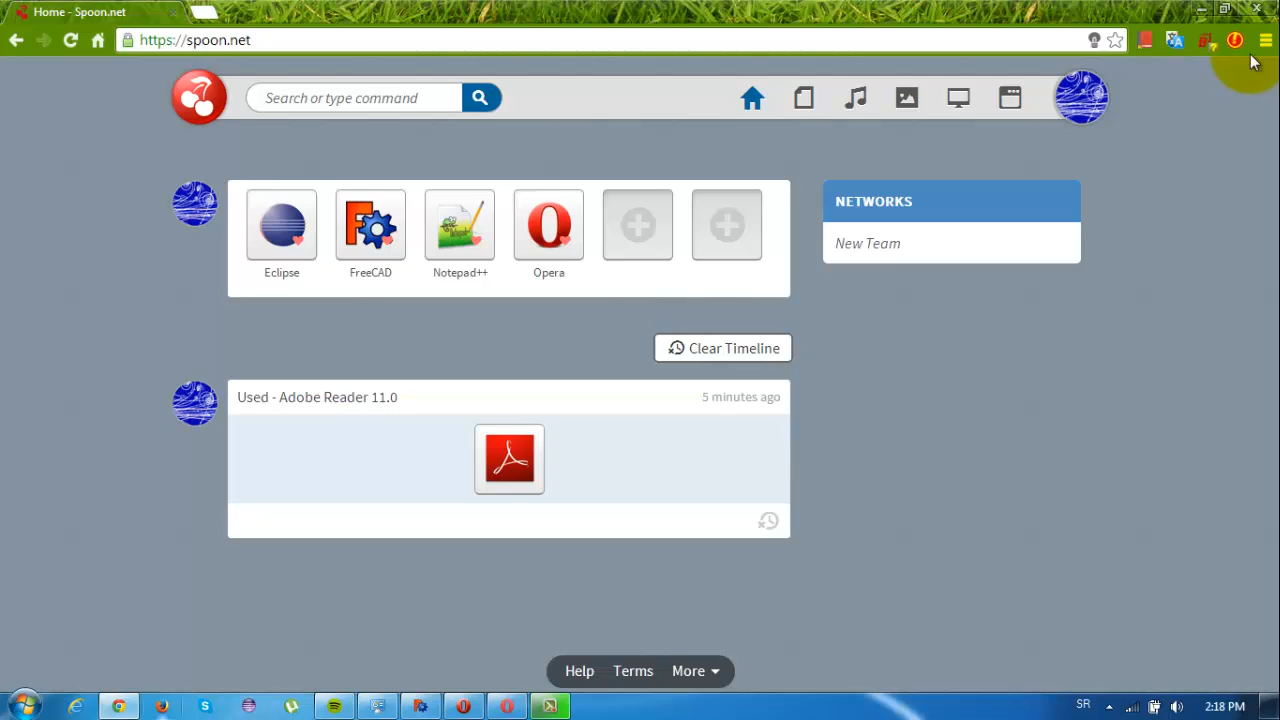 Home - Spoon.net
https://spoon.net
Search or type command
Eclipse
FreeCAD
Notepad++
Opera
NETWORKS
New Team
Clear Timeline
Used - Adobe Reader 11.0
5 minutes ago
Help
Terms
More
SR
2:18 PM